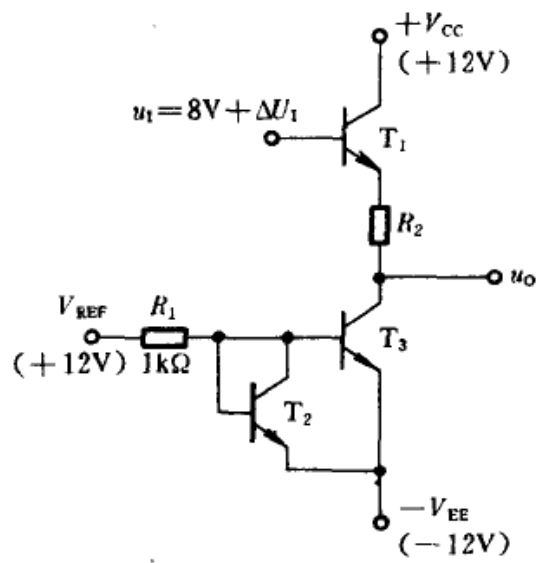 +V_CC
(+12V)
u_I=8V+ΔU_I
T_1
R_2
u_O
V_REF
R_1
(+12V)
1kΩ
T_3
T_2
-V_EE
(-12V)